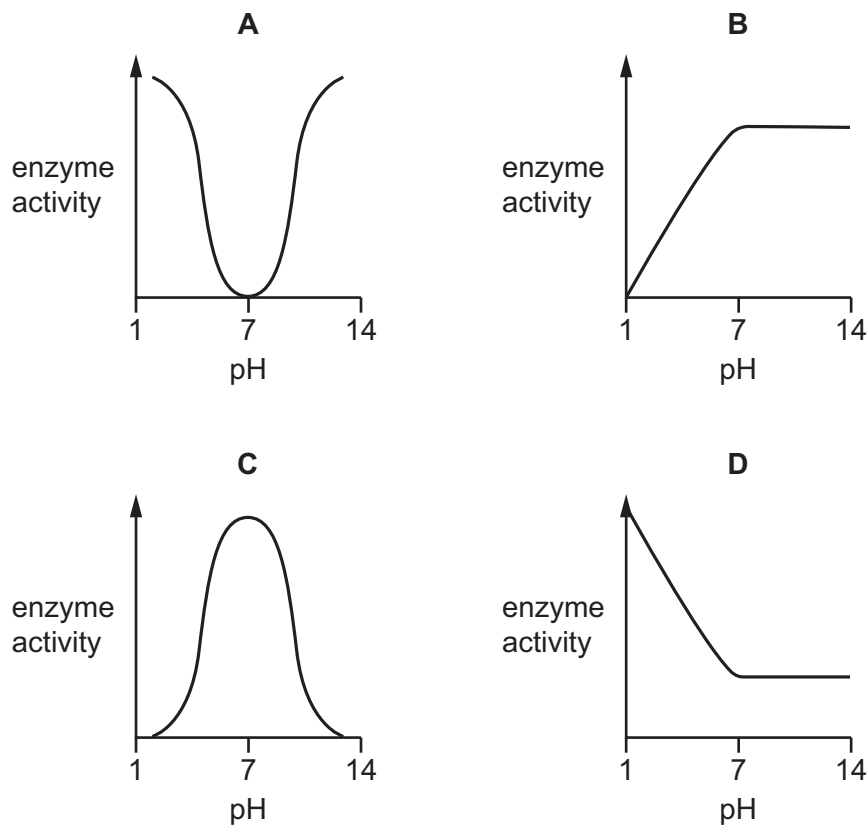 A
B
enzyme
activity
1
7
14
pH
enzyme
activity
1
7
14
pH
C
D
enzyme
activity
1
7
14
pH
enzyme
activity
1
7
14
pH